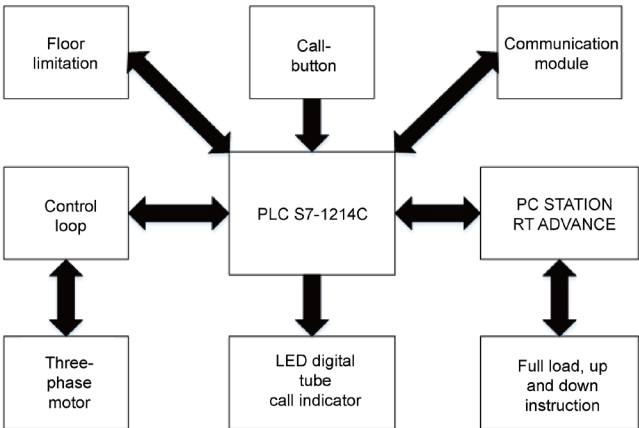 Floor
limitation
Call-
button
Communication
module
Control
loop
PLC S7-1214C
PC STATION
RT ADVANCE
Three-
phase
motor
LED digital
tube
call indicator
Full load, up
and down
instruction